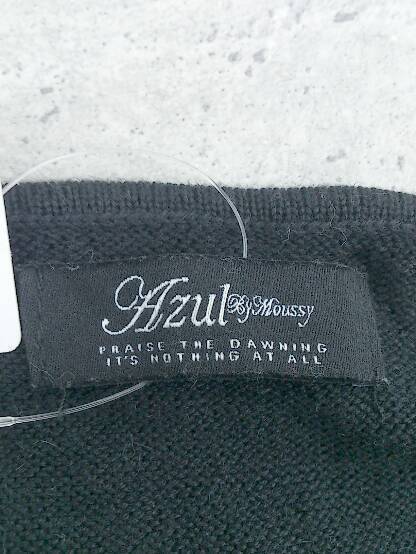 Azul By Moussy
PRAISE THE DAWNING
IT'S NOTHING AT ALL